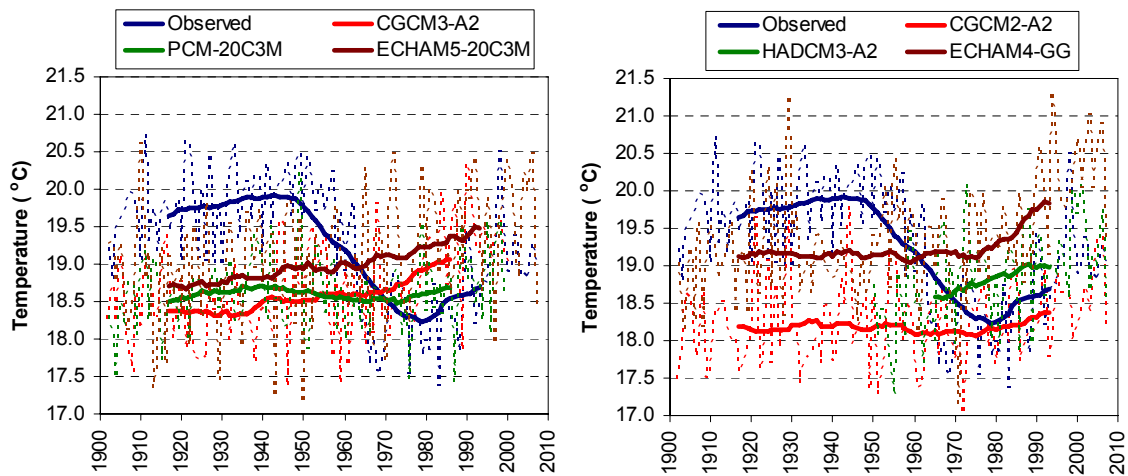 Observed CGCM3-A2
PCM-20C3M ECHAM5-20C3M
21.5
21.0
20.5
20.0
19.5
19.0
18.5
18.0
17.5
17.0
Temperature ( °C)
1900 1910 1920 1930 1940 1950 1960 1970 1980 1990 2000 2010
Observed CGCM2-A2
HADCM3-A2 ECHAM4-GG
21.5
21.0
20.5
20.0
19.5
19.0
18.5
18.0
17.5
17.0
Temperature ( °C)
1900 1910 1920 1930 1940 1950 1960 1970 1980 1990 2000 2010